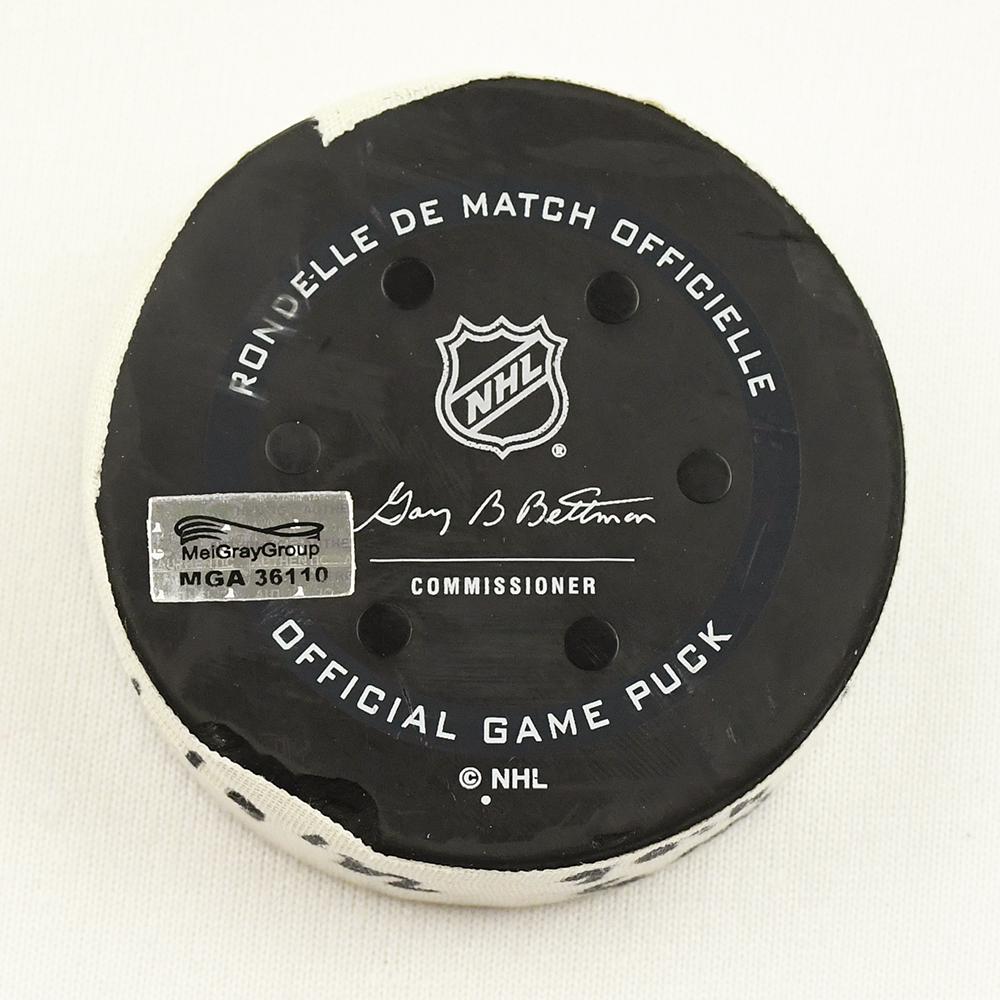 RONDELLE DE MATCH OFFICIELLE
NHL
®
Gary B Bettman
MeiGrayGroup
MGA 36110
COMMISSIONER
OFFICIAL GAME PUCK
© NHL